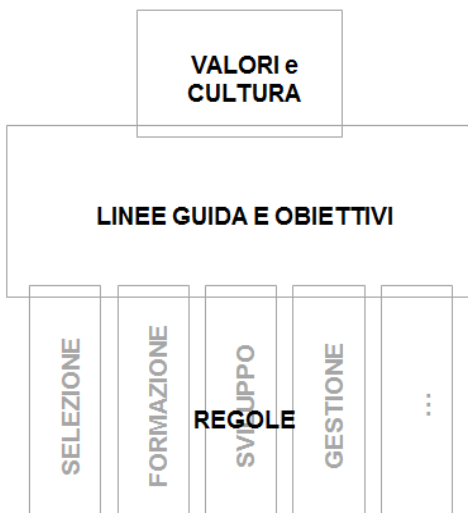 VALORI e
CULTURA
LINEE GUIDA E OBIETTIVI
SELEZIONE
FORMAZIONE
SVILUPPO
GESTIONE
...
REGOLE